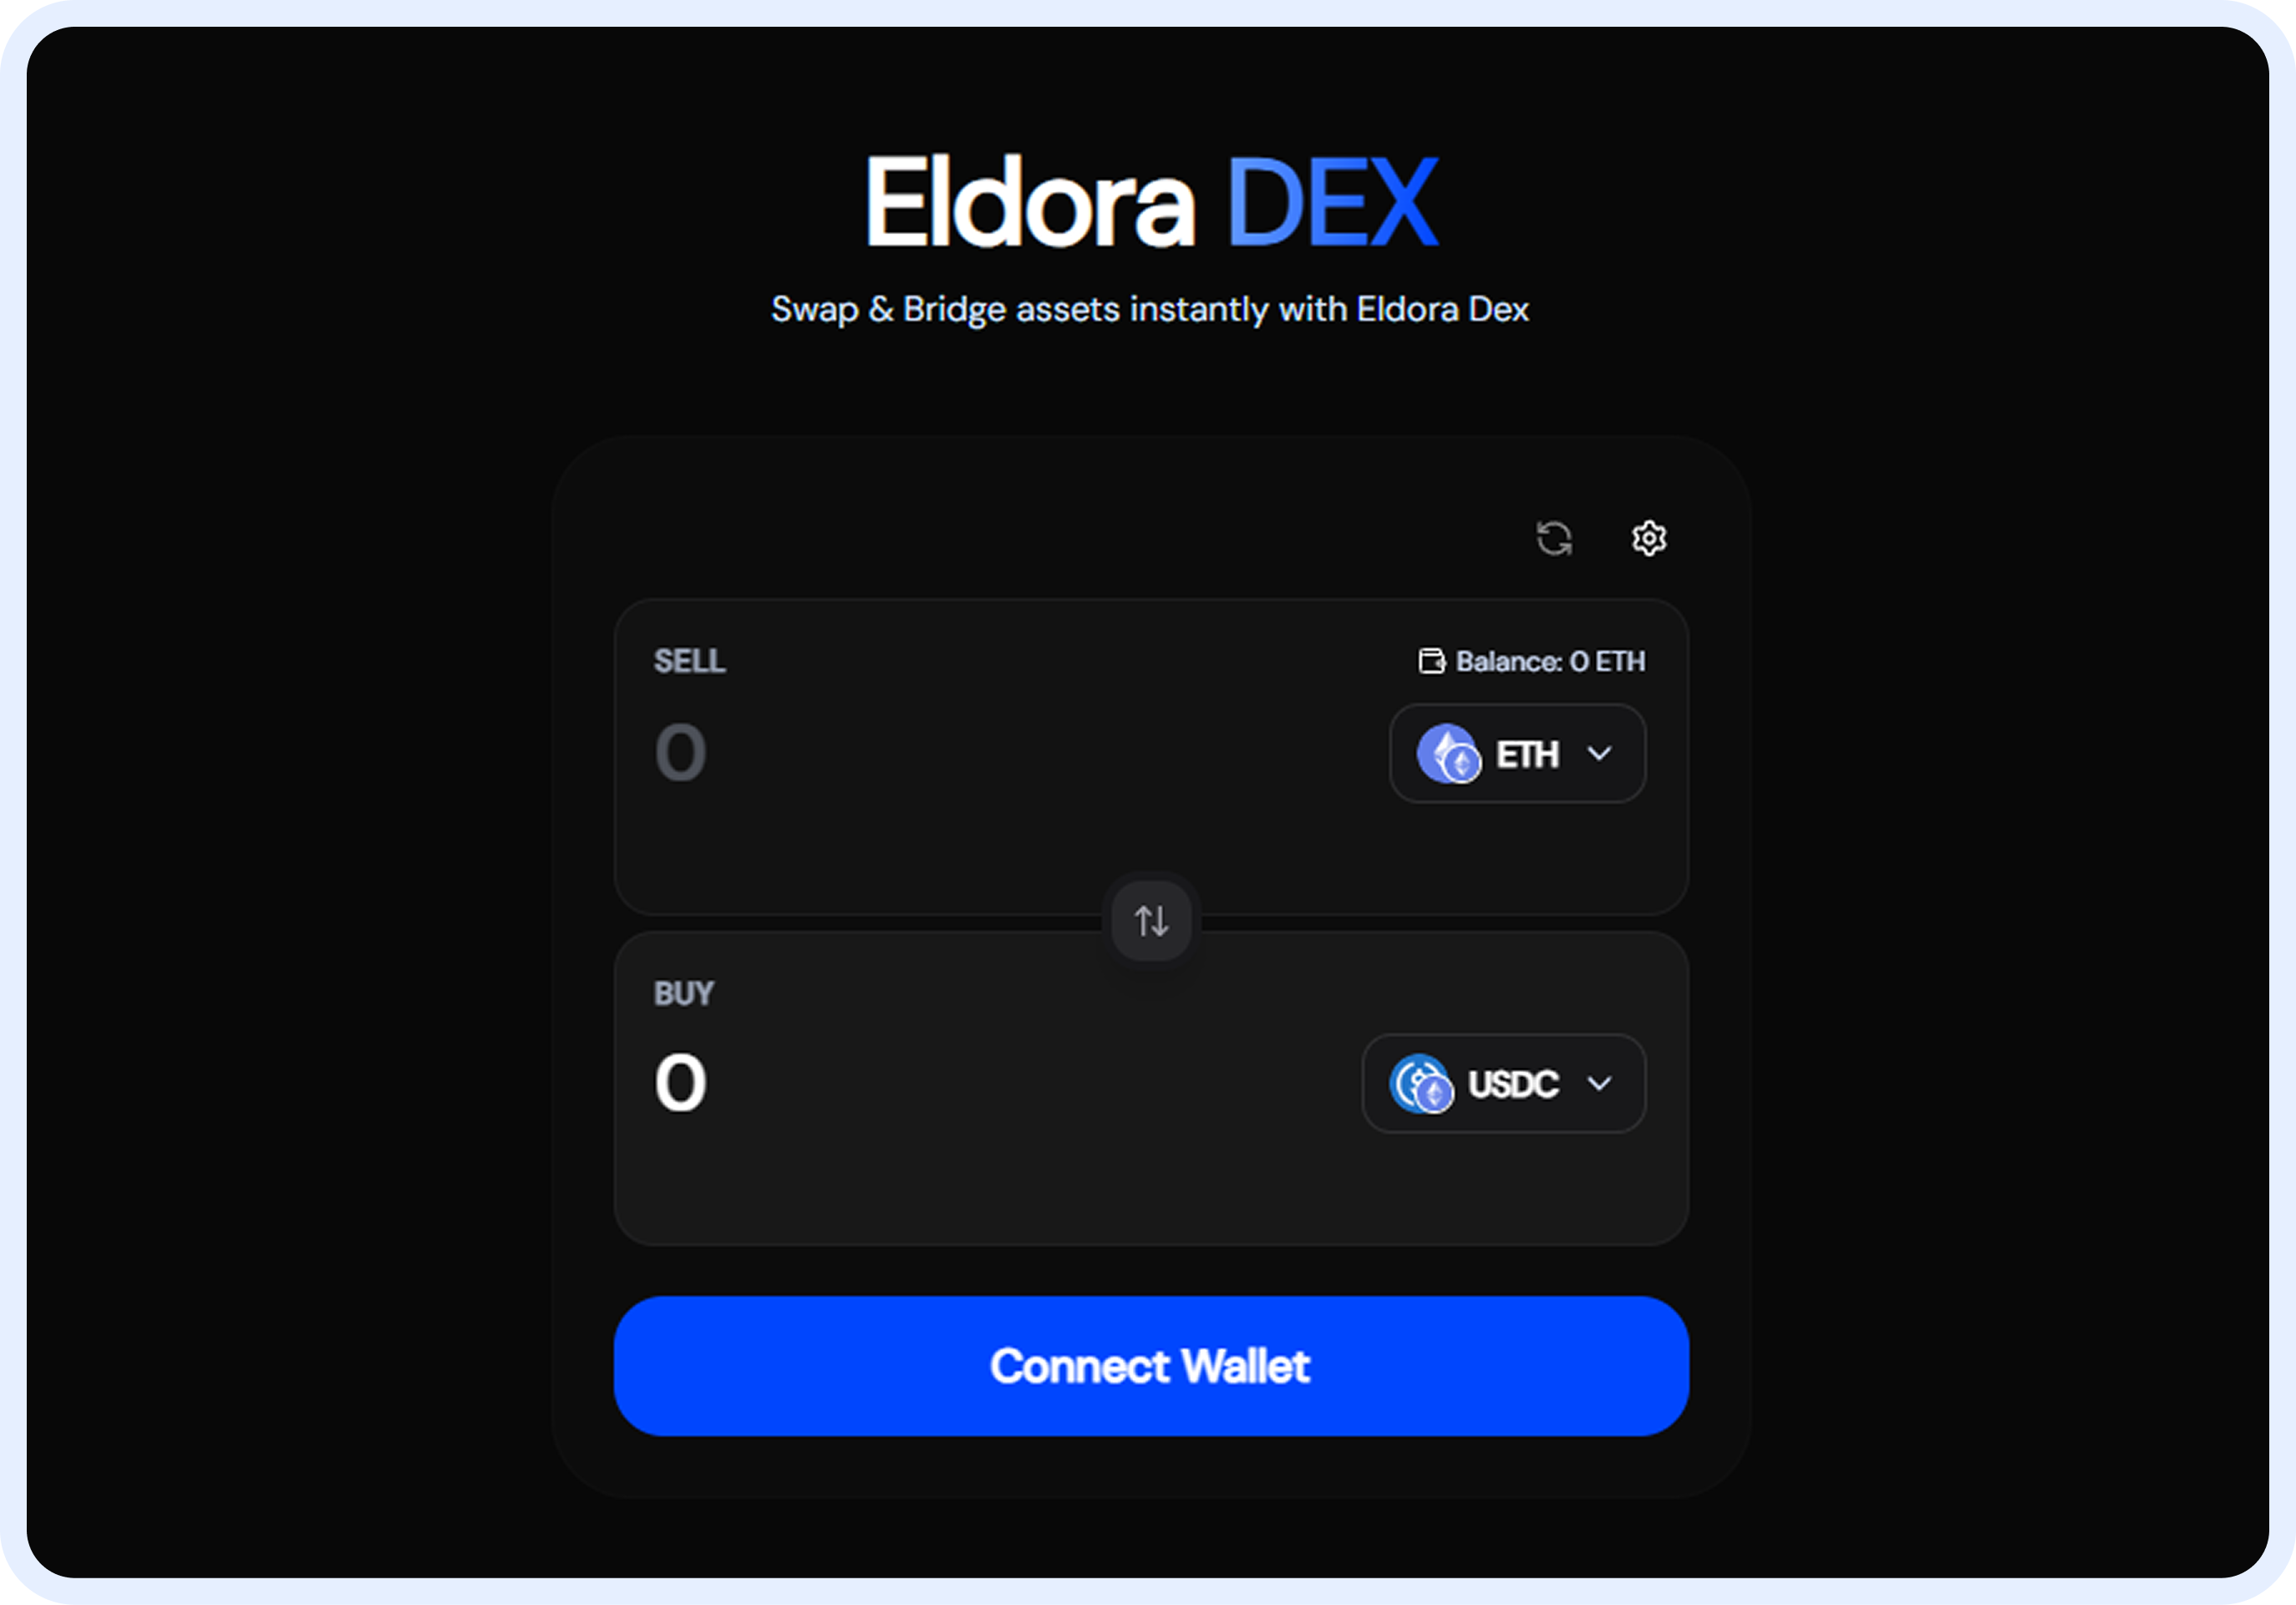 Eldora DEX
Swap & Bridge assets instantly with Eldora Dex
SELL
Balance: 0 ETH
0
ETH
BUY
0
USDC
Connect Wallet